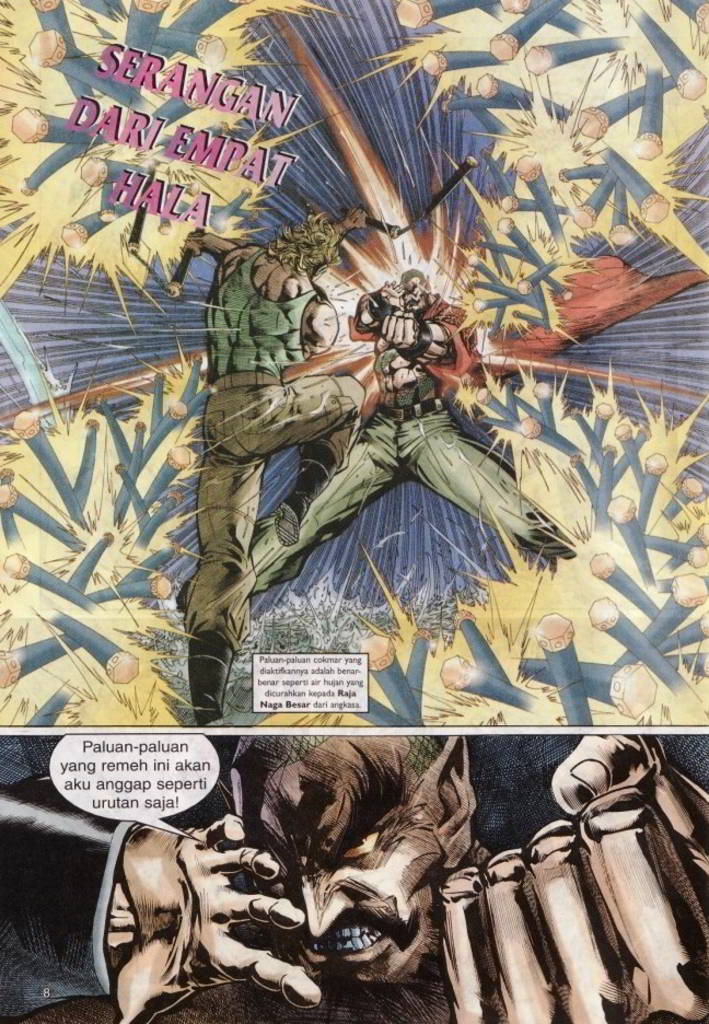 SERANGAN
DARI EMPAT
HALA
Paluan-paluan cokmar yang
diaktifkannya adalah benar-
benar seperti air hujan yang
dicurahkan kepada Raja
Naga Besar dari angkasa.
Paluan-paluan
yang remeh ini akan
aku anggap seperti
urutan saja!
8